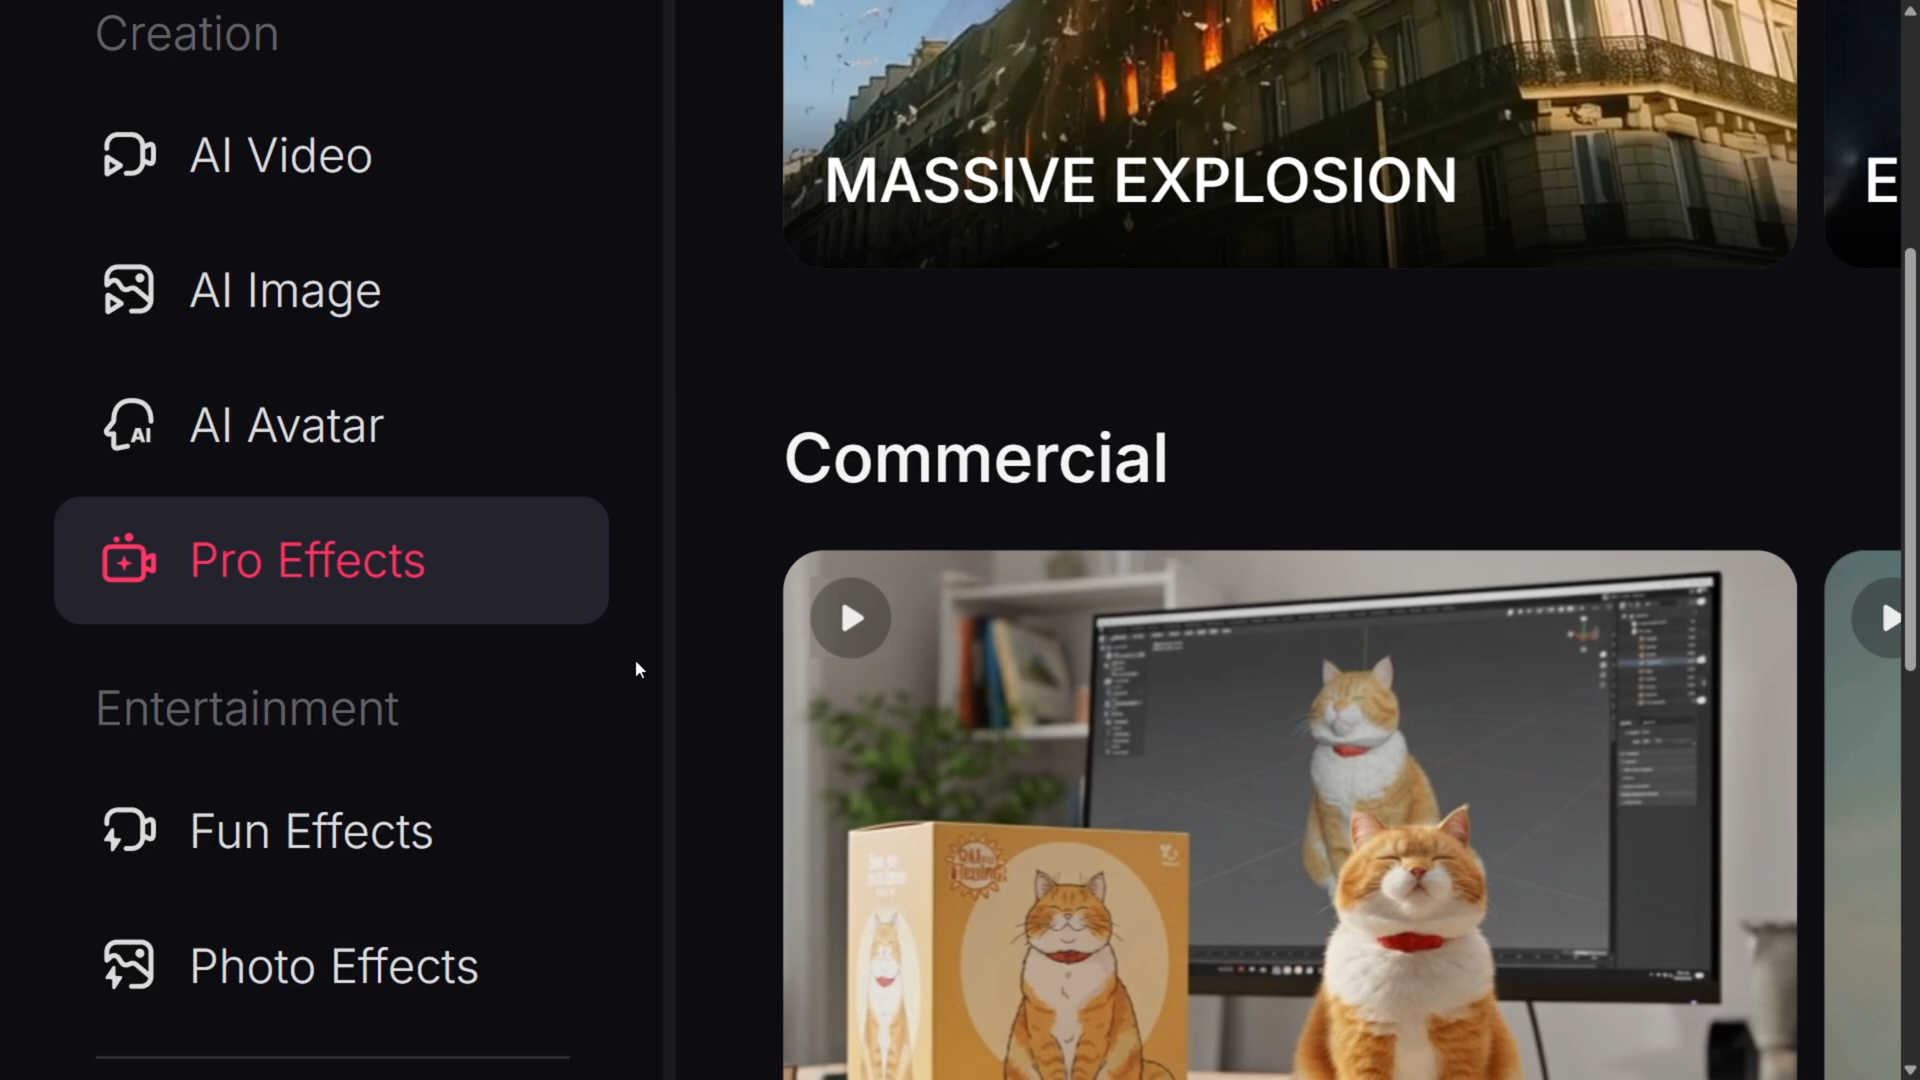 Creation
AI Video
AI Image
AI Avatar
Pro Effects
Entertainment
Fun Effects
Photo Effects
MASSIVE EXPLOSION
E
Commercial